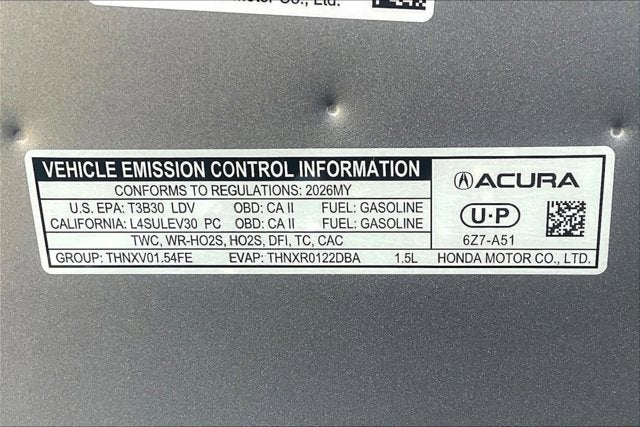 Co., Ltd.
VEHICLE EMISSION CONTROL INFORMATION
CONFORMS TO REGULATIONS: 2026MY
U.S. EPA: T3B30 LDV OBD: CA II FUEL: GASOLINE
CALIFORNIA: L4SULEV30 PC OBD: CA II FUEL: GASOLINE
TWC, WR-HO2S, HO2S, DFI, TC, CAC
GROUP: THNXV01.54FE EVAP: THNXR0122DBA 1.5L
ACURA
U·P
6Z7-A51
HONDA MOTOR CO., LTD.